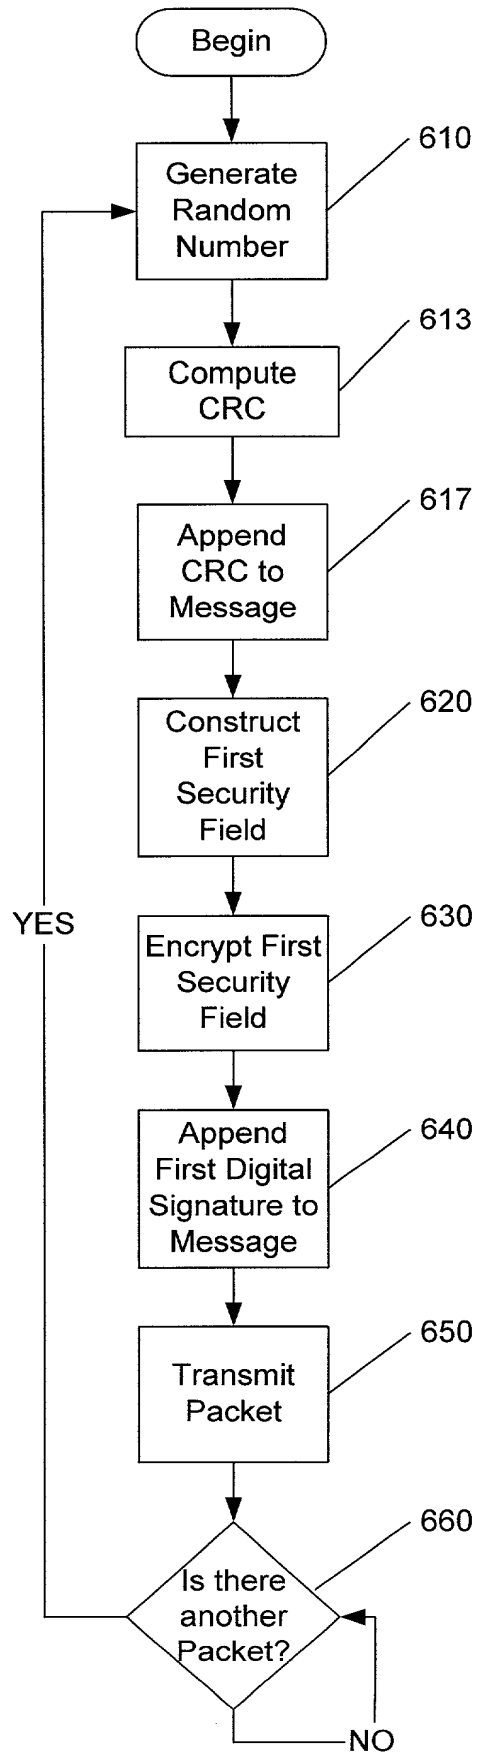 Begin
610
Generate
Random
Number
613
Compute
CRC
617
Append
CRC to
Message
620
Construct
First
Security
Field
YES
630
Encrypt First
Security
Field
640
Append
First Digital
Signature to
Message
650
Transmit
Packet
660
Is there
another
Packet?
NO